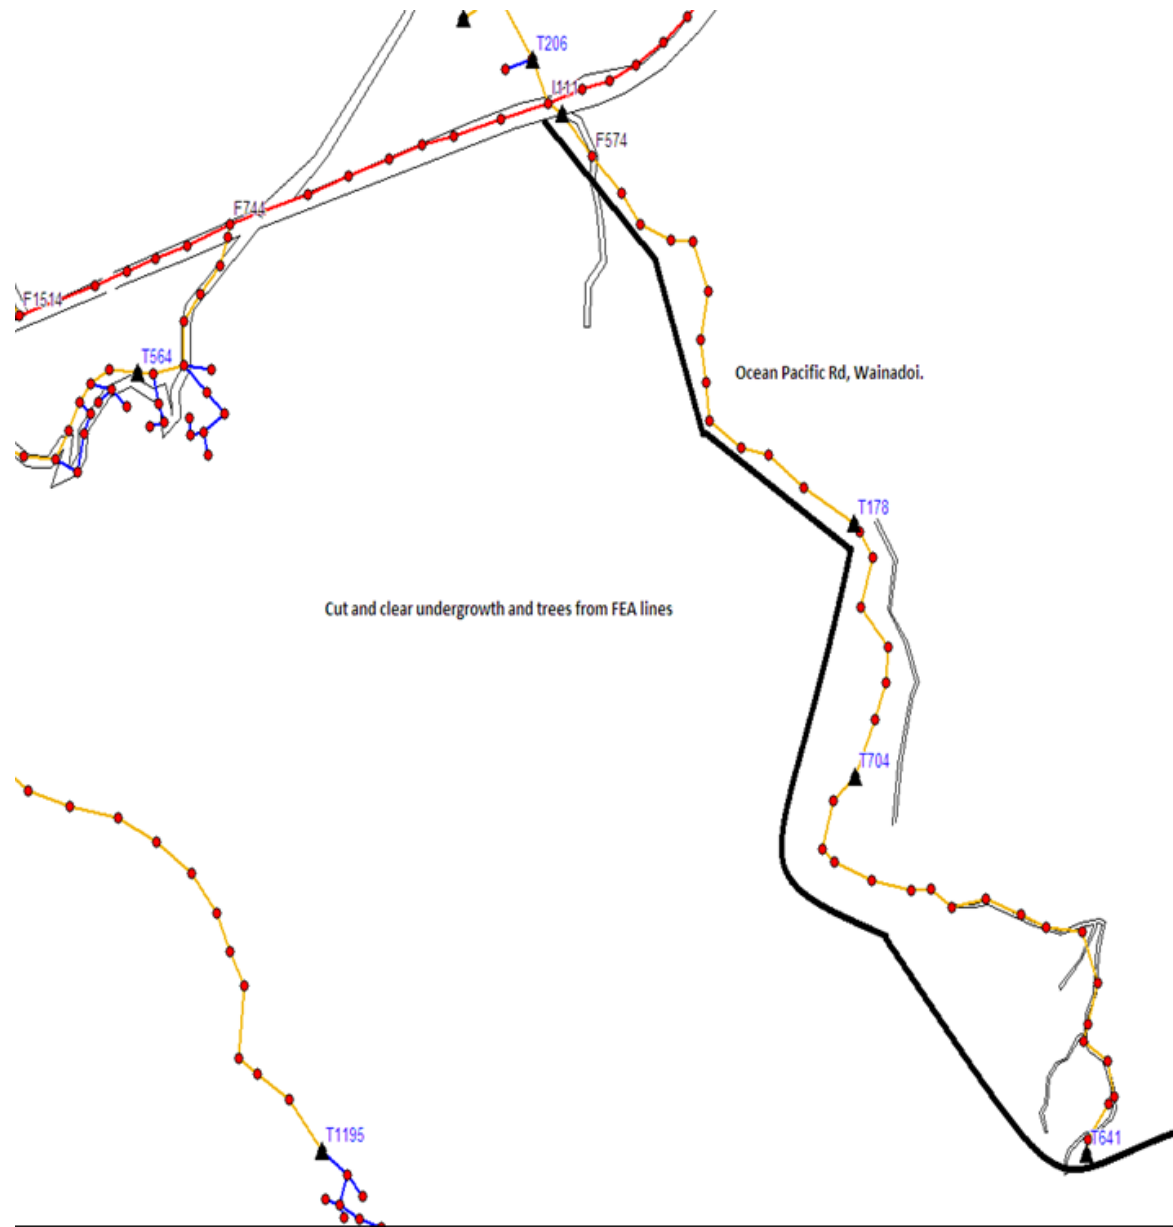 T206
I111
F574
F744
F1514
T564
Ocean Pacific Rd, Wainadoi.
T178
Cut and clear undergrowth and trees from FEA lines
T704
T1195
T641